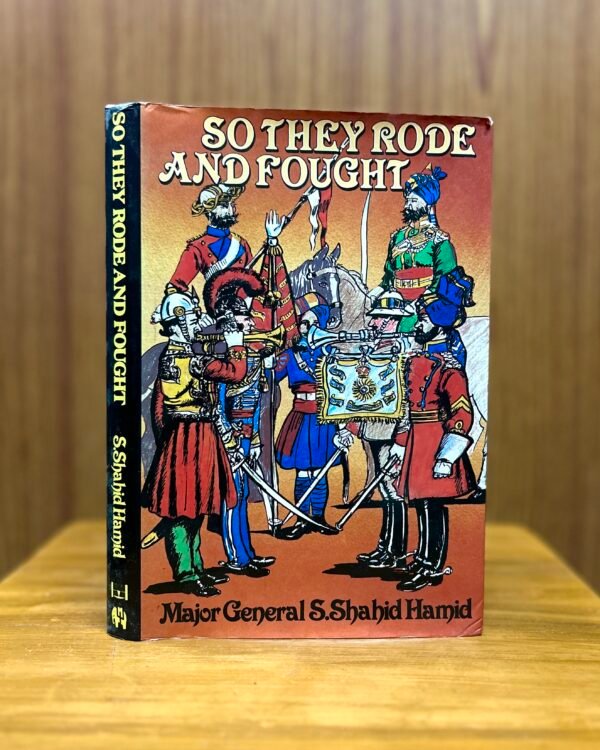 SO THEY RODE
AND FOUGHT
Major General S.Shahid Hamid
SO THEY RODE AND FOUGHT
S.Shahid Hamid